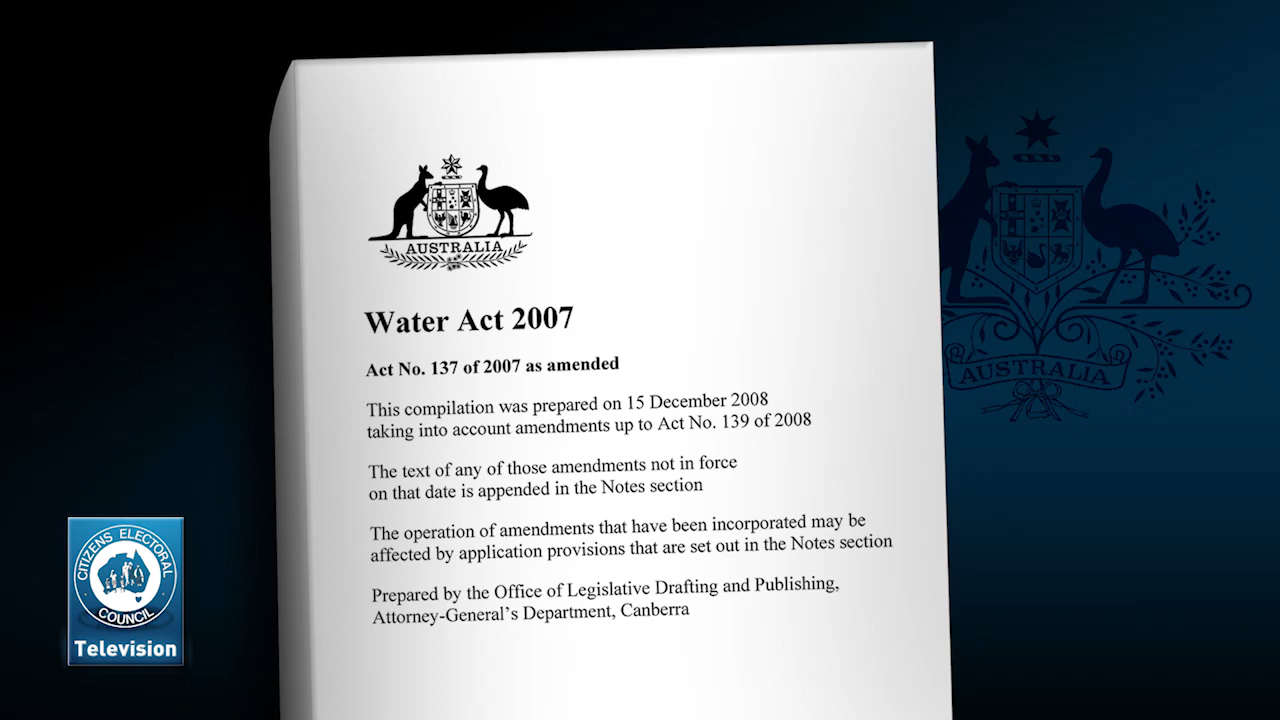 AUSTRALIA
Water Act 2007
Act No. 137 of 2007 as amended
This compilation was prepared on 15 December 2008
taking into account amendments up to Act No. 139 of 2008
The text of any of those amendments not in force
on that date is appended in the Notes section
The operation of amendments that have been incorporated may be
affected by application provisions that are set out in the Notes section
Prepared by the Office of Legislative Drafting and Publishing,
Attorney-General's Department, Canberra
AUSTRALIA
CITIZENS ELECTORAL
COUNCIL
Television